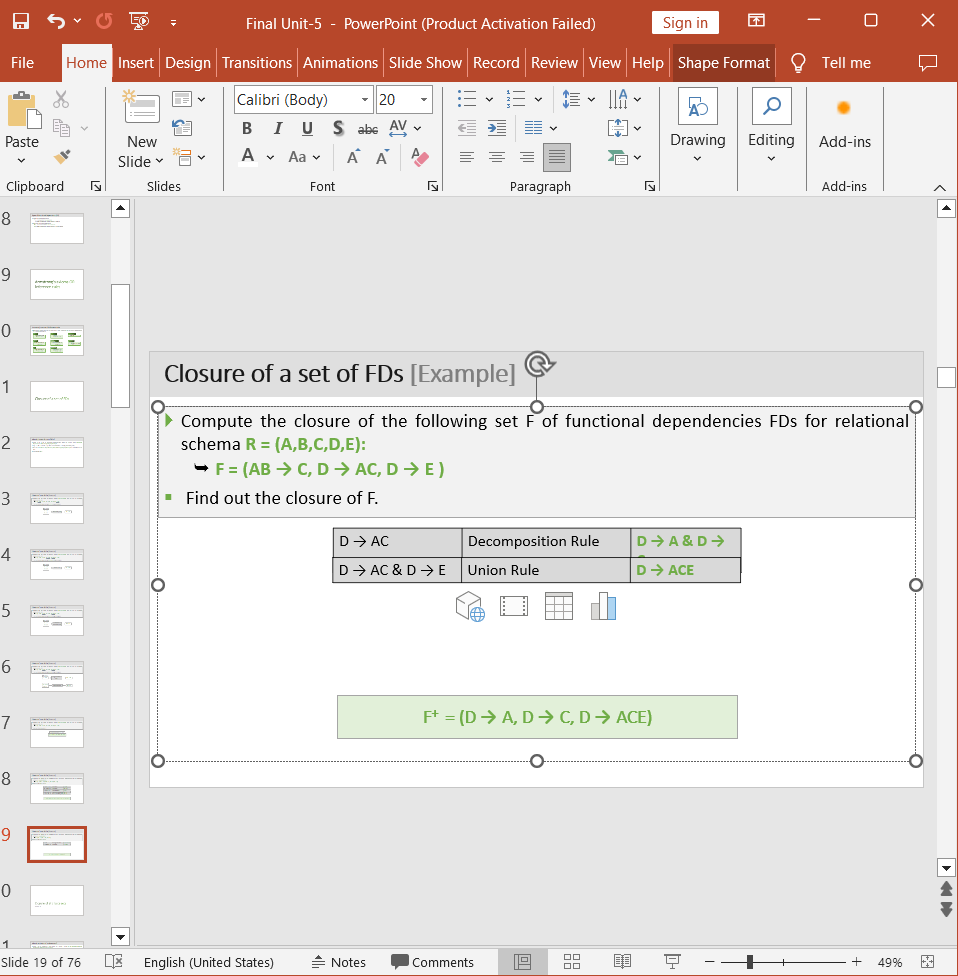 Final Unit-5 - PowerPoint (Product Activation Failed)
Sign in
File Home Insert Design Transitions Animations Slide Show Record Review View Help Shape Format Tell me
Calibri (Body) 20
Paste
New
Slide
B I U S abc AV
A Aa A A A
Drawing
Editing
Add-ins
Clipboard Slides Font Paragraph Add-ins
8
9
0
1
2
3
4
5
6
7
8
9
0
1
Closure of a set of FDs [Example]
Compute the closure of the following set F of functional dependencies FDs for relational
schema R = (A,B,C,D,E):
F = (AB → C, D → AC, D → E )
Find out the closure of F.
D → AC Decomposition Rule D → A & D →
D → AC & D → E Union Rule D → ACE
F⁺ = (D → A, D → C, D → ACE)
Slide 19 of 76 English (United States) Notes Comments 49%